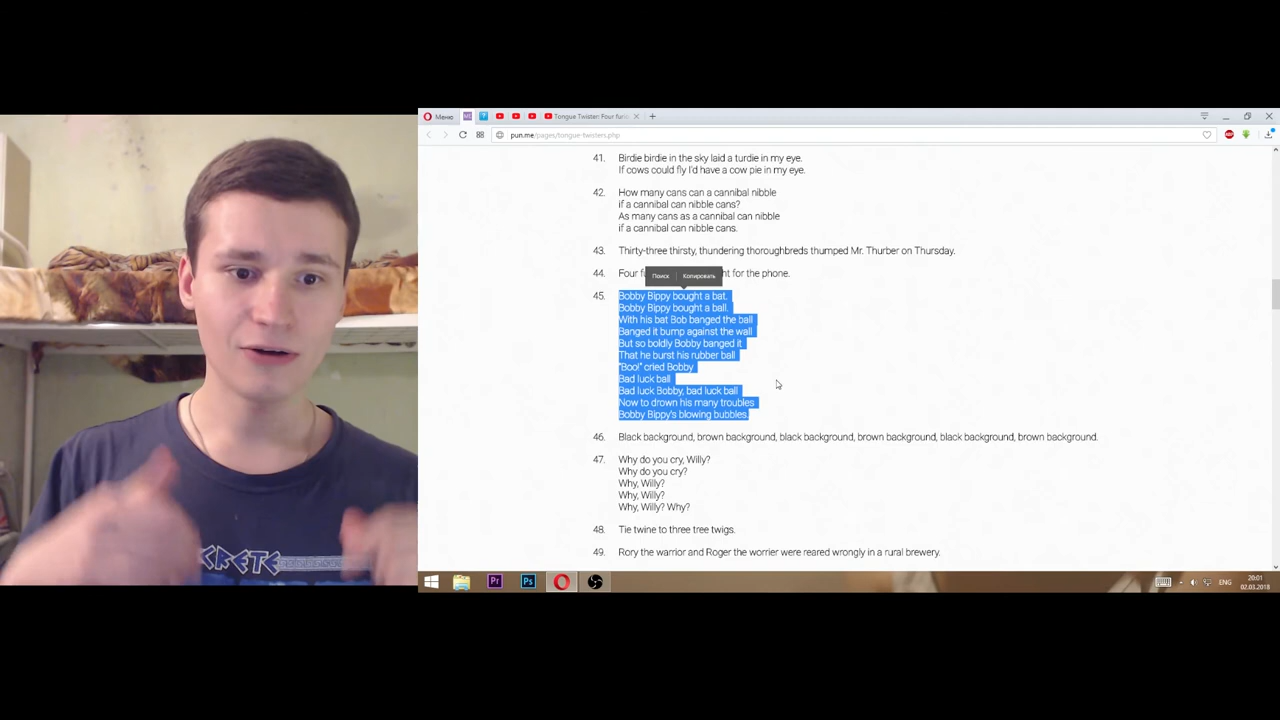 CRETE
Меню
Tongue Twister: Four furi
pun.me/pages/tongue-twisters.php
41. Birdie birdie in the sky laid a turdie in my eye.
If cows could fly I'd have a cow pie in my eye.
42. How many cans can a cannibal nibble
if a cannibal can nibble cans?
As many cans as a cannibal can nibble
if a cannibal can nibble cans.
43. Thirty-three thirsty, thundering thoroughbreds thumped Mr. Thurber on Thursday.
Поиск Копировать
44. Four for the phone.
45. Bobby Bippy bought a bat.
Bobby Bippy bought a ball.
With his bat Bob banged the ball
Banged it bump against the wall
But so boldly Bobby banged it
That he burst his rubber ball
"Boo!" cried Bobby
Bad luck ball
Bad luck Bobby, bad luck ball
Now to drown his many troubles
Bobby Bippy's blowing bubbles.
46. Black background, brown background, black background, brown background, black background, brown background.
47. Why do you cry, Willy?
Why do you cry?
Why, Willy?
Why, Willy?
Why, Willy? Why?
48. Tie twine to three tree twigs.
49. Rory the warrior and Roger the worrier were reared wrongly in a rural brewery.
Pr Ps ENG 20:01
02.03.2018